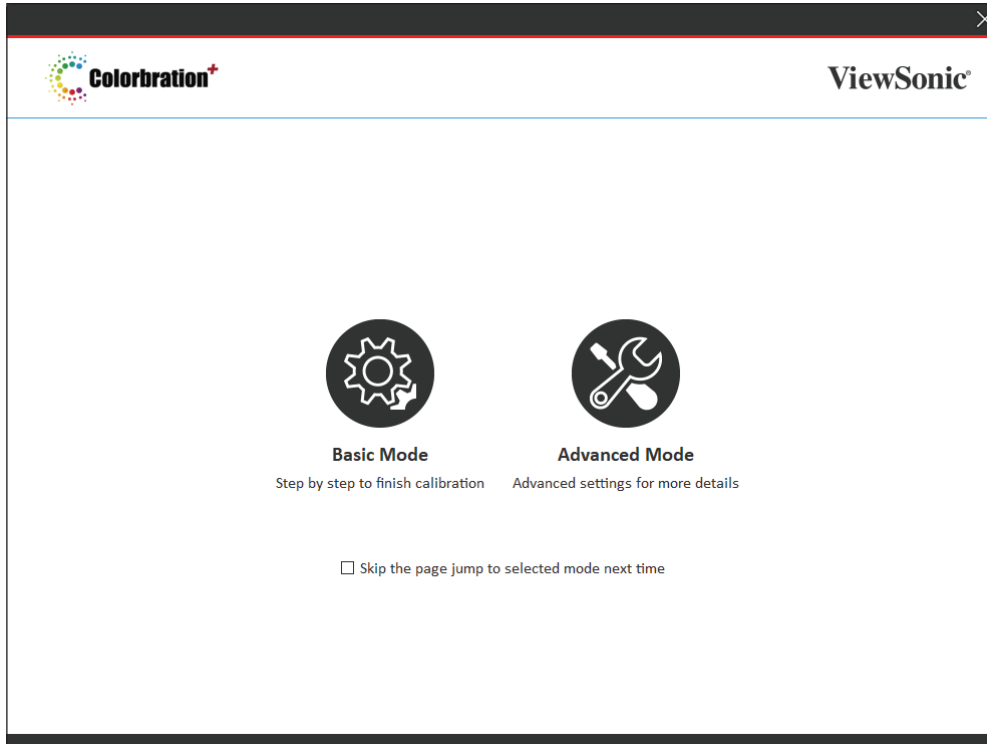 Colorbration+
ViewSonic®
Basic Mode
Advanced Mode
Step by step to finish calibration
Advanced settings for more details
Skip the page jump to selected mode next time